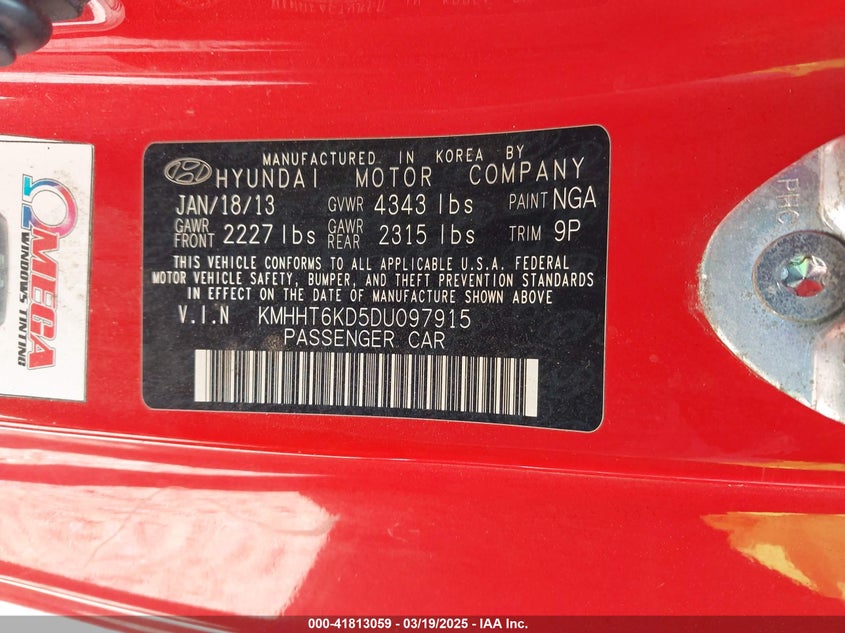 MANUFACTURED IN KOREA BY
HYUNDAI MOTOR COMPANY
JAN/18/13 GVWR 4343 lbs PAINT NGA
GAWR FRONT 2227 lbs GAWR REAR 2315 lbs TRIM 9P
THIS VEHICLE CONFORMS TO ALL APPLICABLE U.S.A. FEDERAL
MOTOR VEHICLE SAFETY, BUMPER, AND THEFT PREVENTION STANDARDS
IN EFFECT ON THE DATE OF MANUFACTURE SHOWN ABOVE
V.I.N KMHHT6KD5DU097915
PASSENGER CAR
OMEGA
WINDOWS TINTING
PHC
000-41813059 - 03/19/2025 - IAA Inc.